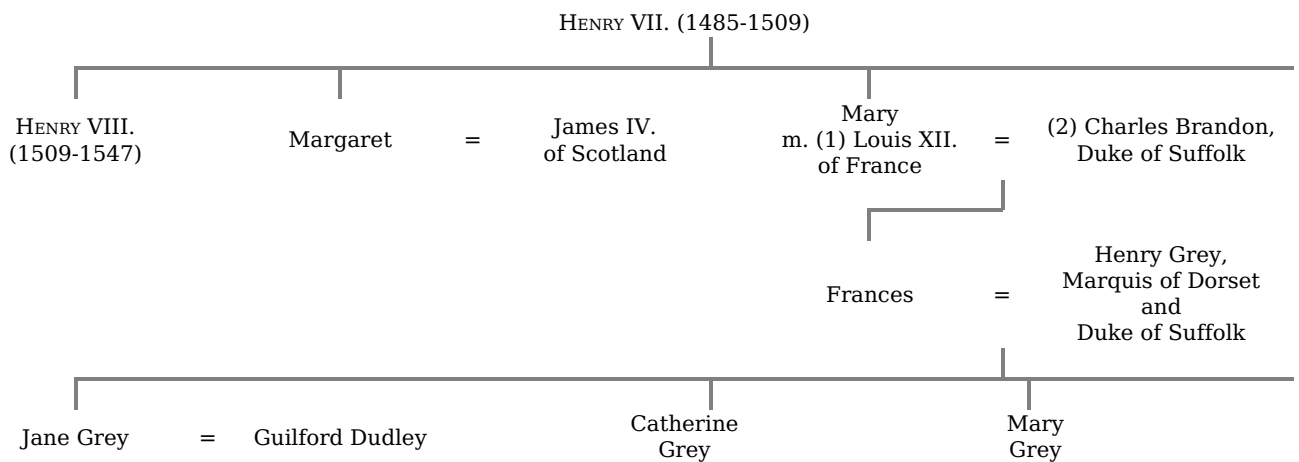 HENRY VII. (1485-1509)
HENRY VIII.
(1509-1547)
Margaret
=
James IV.
of Scotland
Mary
m. (1) Louis XII.
of France
=
(2) Charles Brandon,
Duke of Suffolk
Frances
=
Henry Grey,
Marquis of Dorset
and
Duke of Suffolk
Jane Grey
=
Guilford Dudley
Catherine
Grey
Mary
Grey